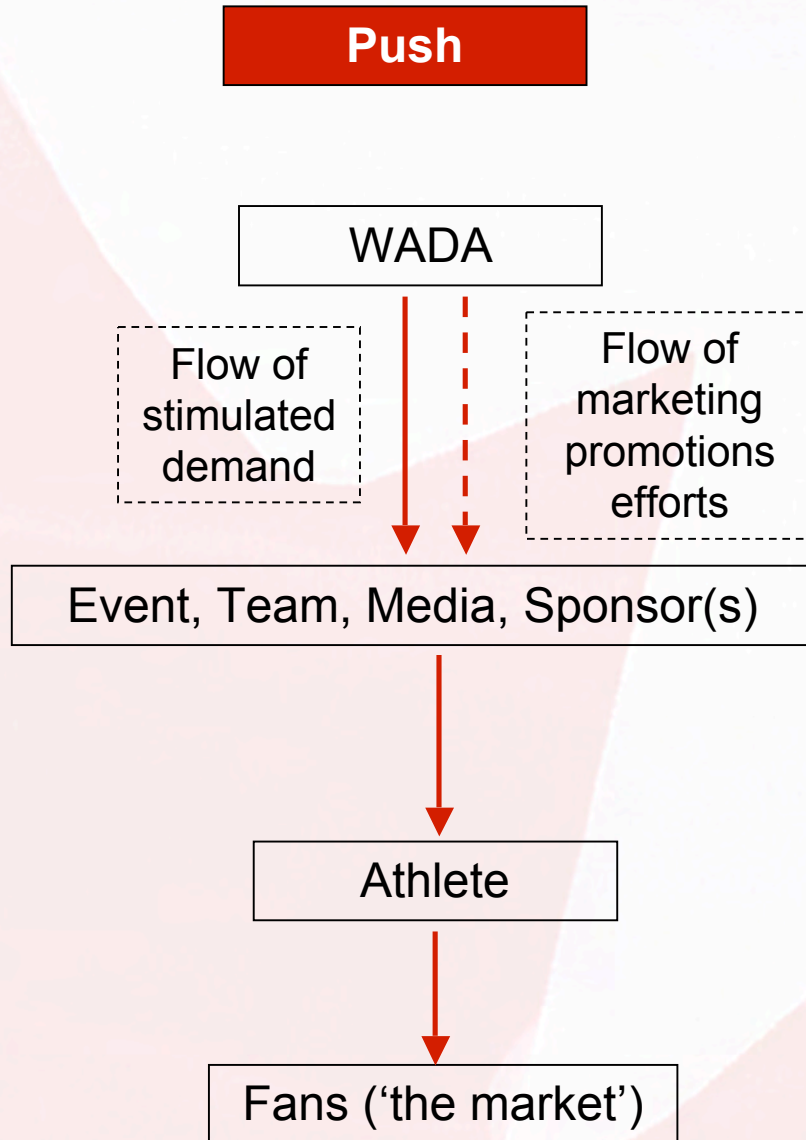 Push
WADA
Flow of
stimulated
demand
Flow of
marketing
promotions
efforts
Event, Team, Media, Sponsor(s)
Athlete
Fans (‘the market’)